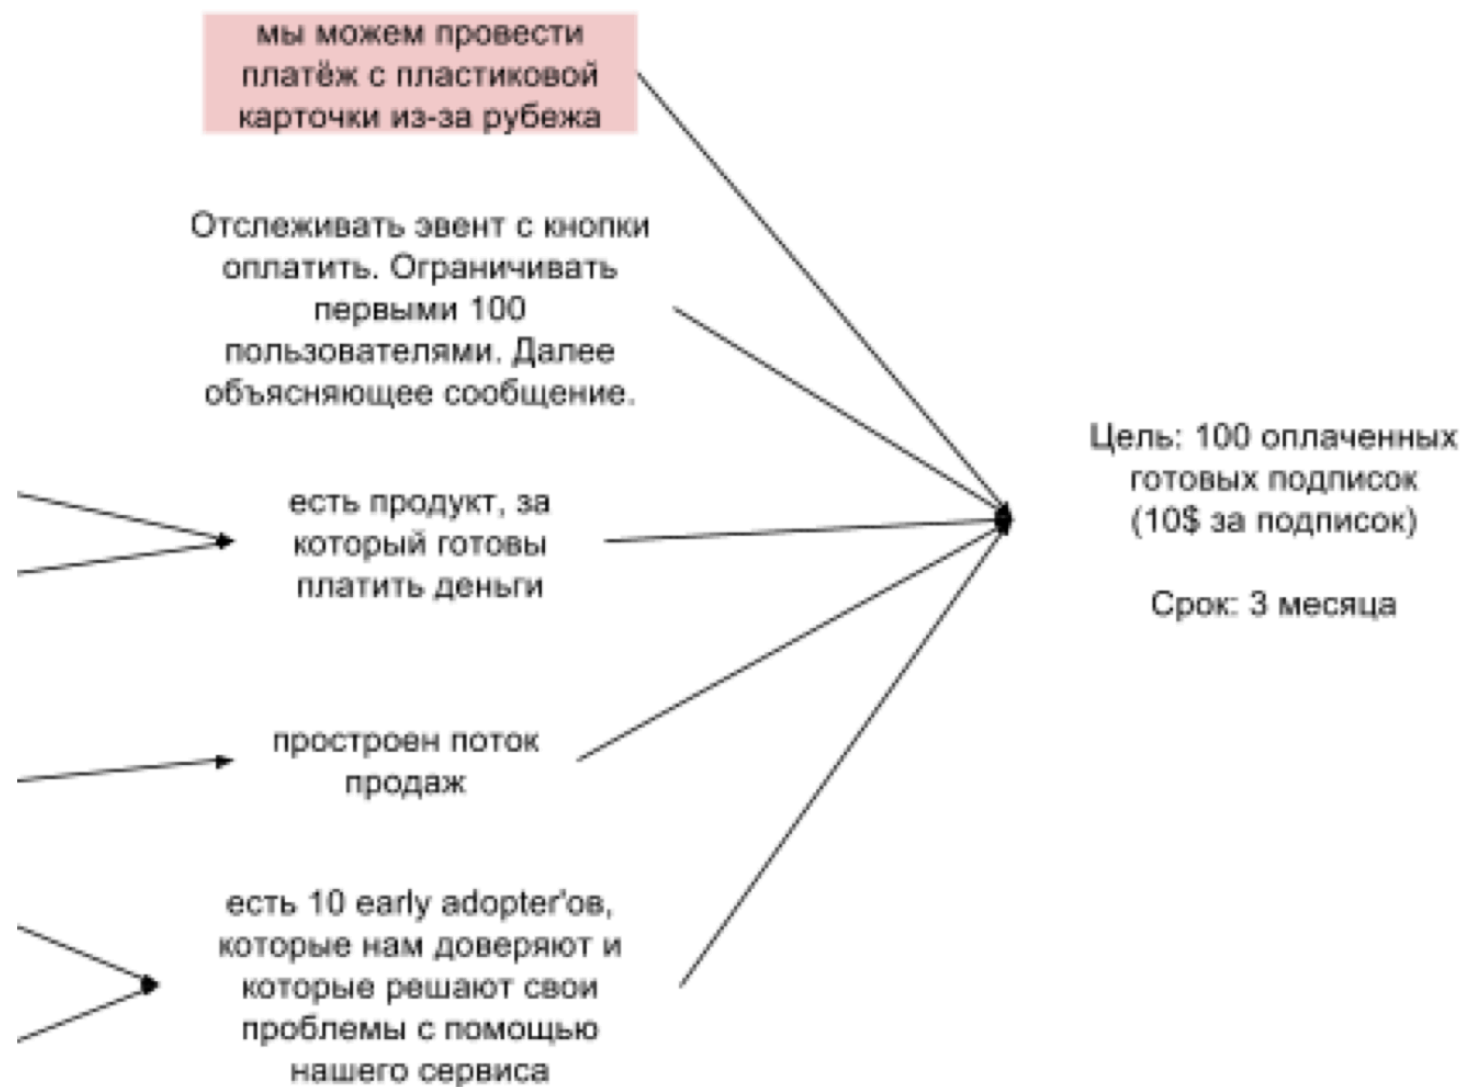 мы можем провести
платёж с пластиковой
карточки из-за рубежа
Отслеживать эвент с кнопки
оплатить. Ограничивать
первыми 100
пользователями. Далее
объясняющее сообщение.
есть продукт, за
который готовы
платить деньги
простроен поток
продаж
есть 10 early adopter'ов,
которые нам доверяют и
которые решают свои
проблемы с помощью
нашего сервиса
Цель: 100 оплаченных
готовых подписок
(10$ за подписок)
Срок: 3 месяца